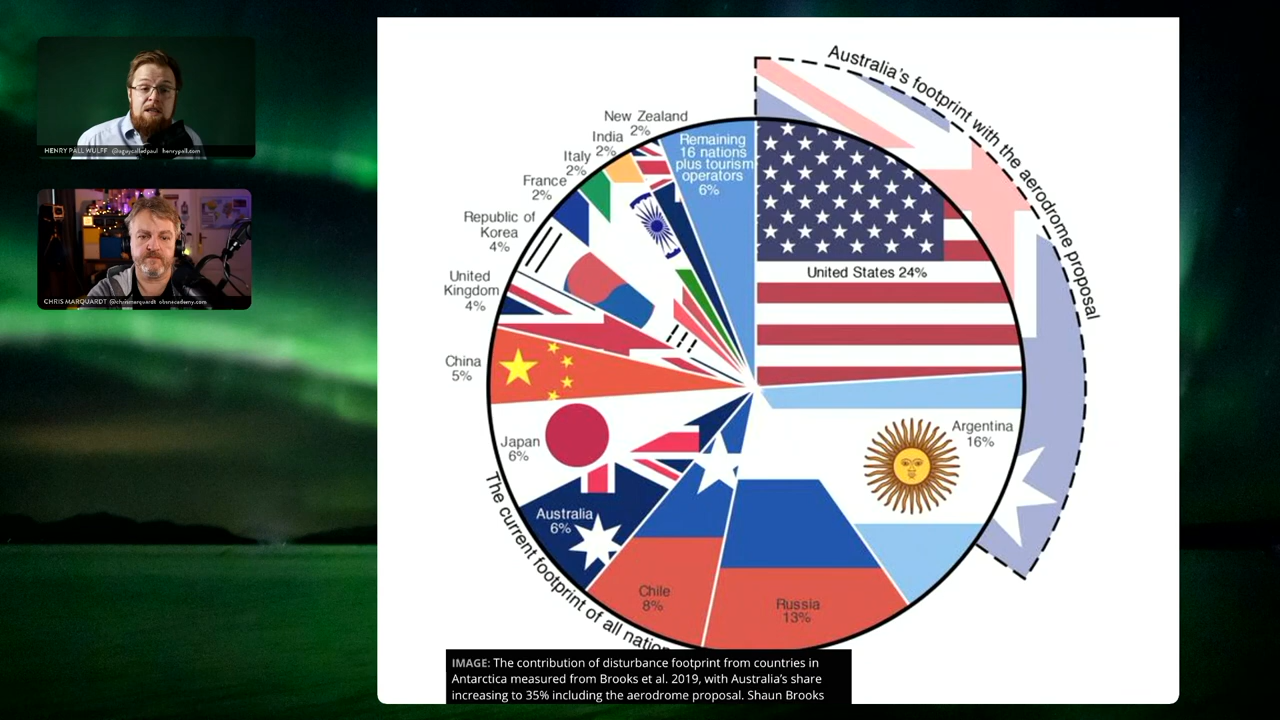 HENRY PALL WULFF @aguycalledpaul henrypall.com
CHRIS MARQUARDT @chrismarquardt obsnecademy.com
Australia's footprint with the aerodrome proposal
New Zealand
2%
India
2%
Italy
2%
France
2%
Republic of
Korea
4%
United
Kingdom
4%
China
5%
Japan
6%
Australia
6%
Chile
8%
Russia
13%
Argentina
16%
United States 24%
Remaining
16 nations
plus tourism
operators
6%
The current footprint of all natio
IMAGE: The contribution of disturbance footprint from countries in
Antarctica measured from Brooks et al. 2019, with Australia's share
increasing to 35% including the aerodrome proposal. Shaun Brooks